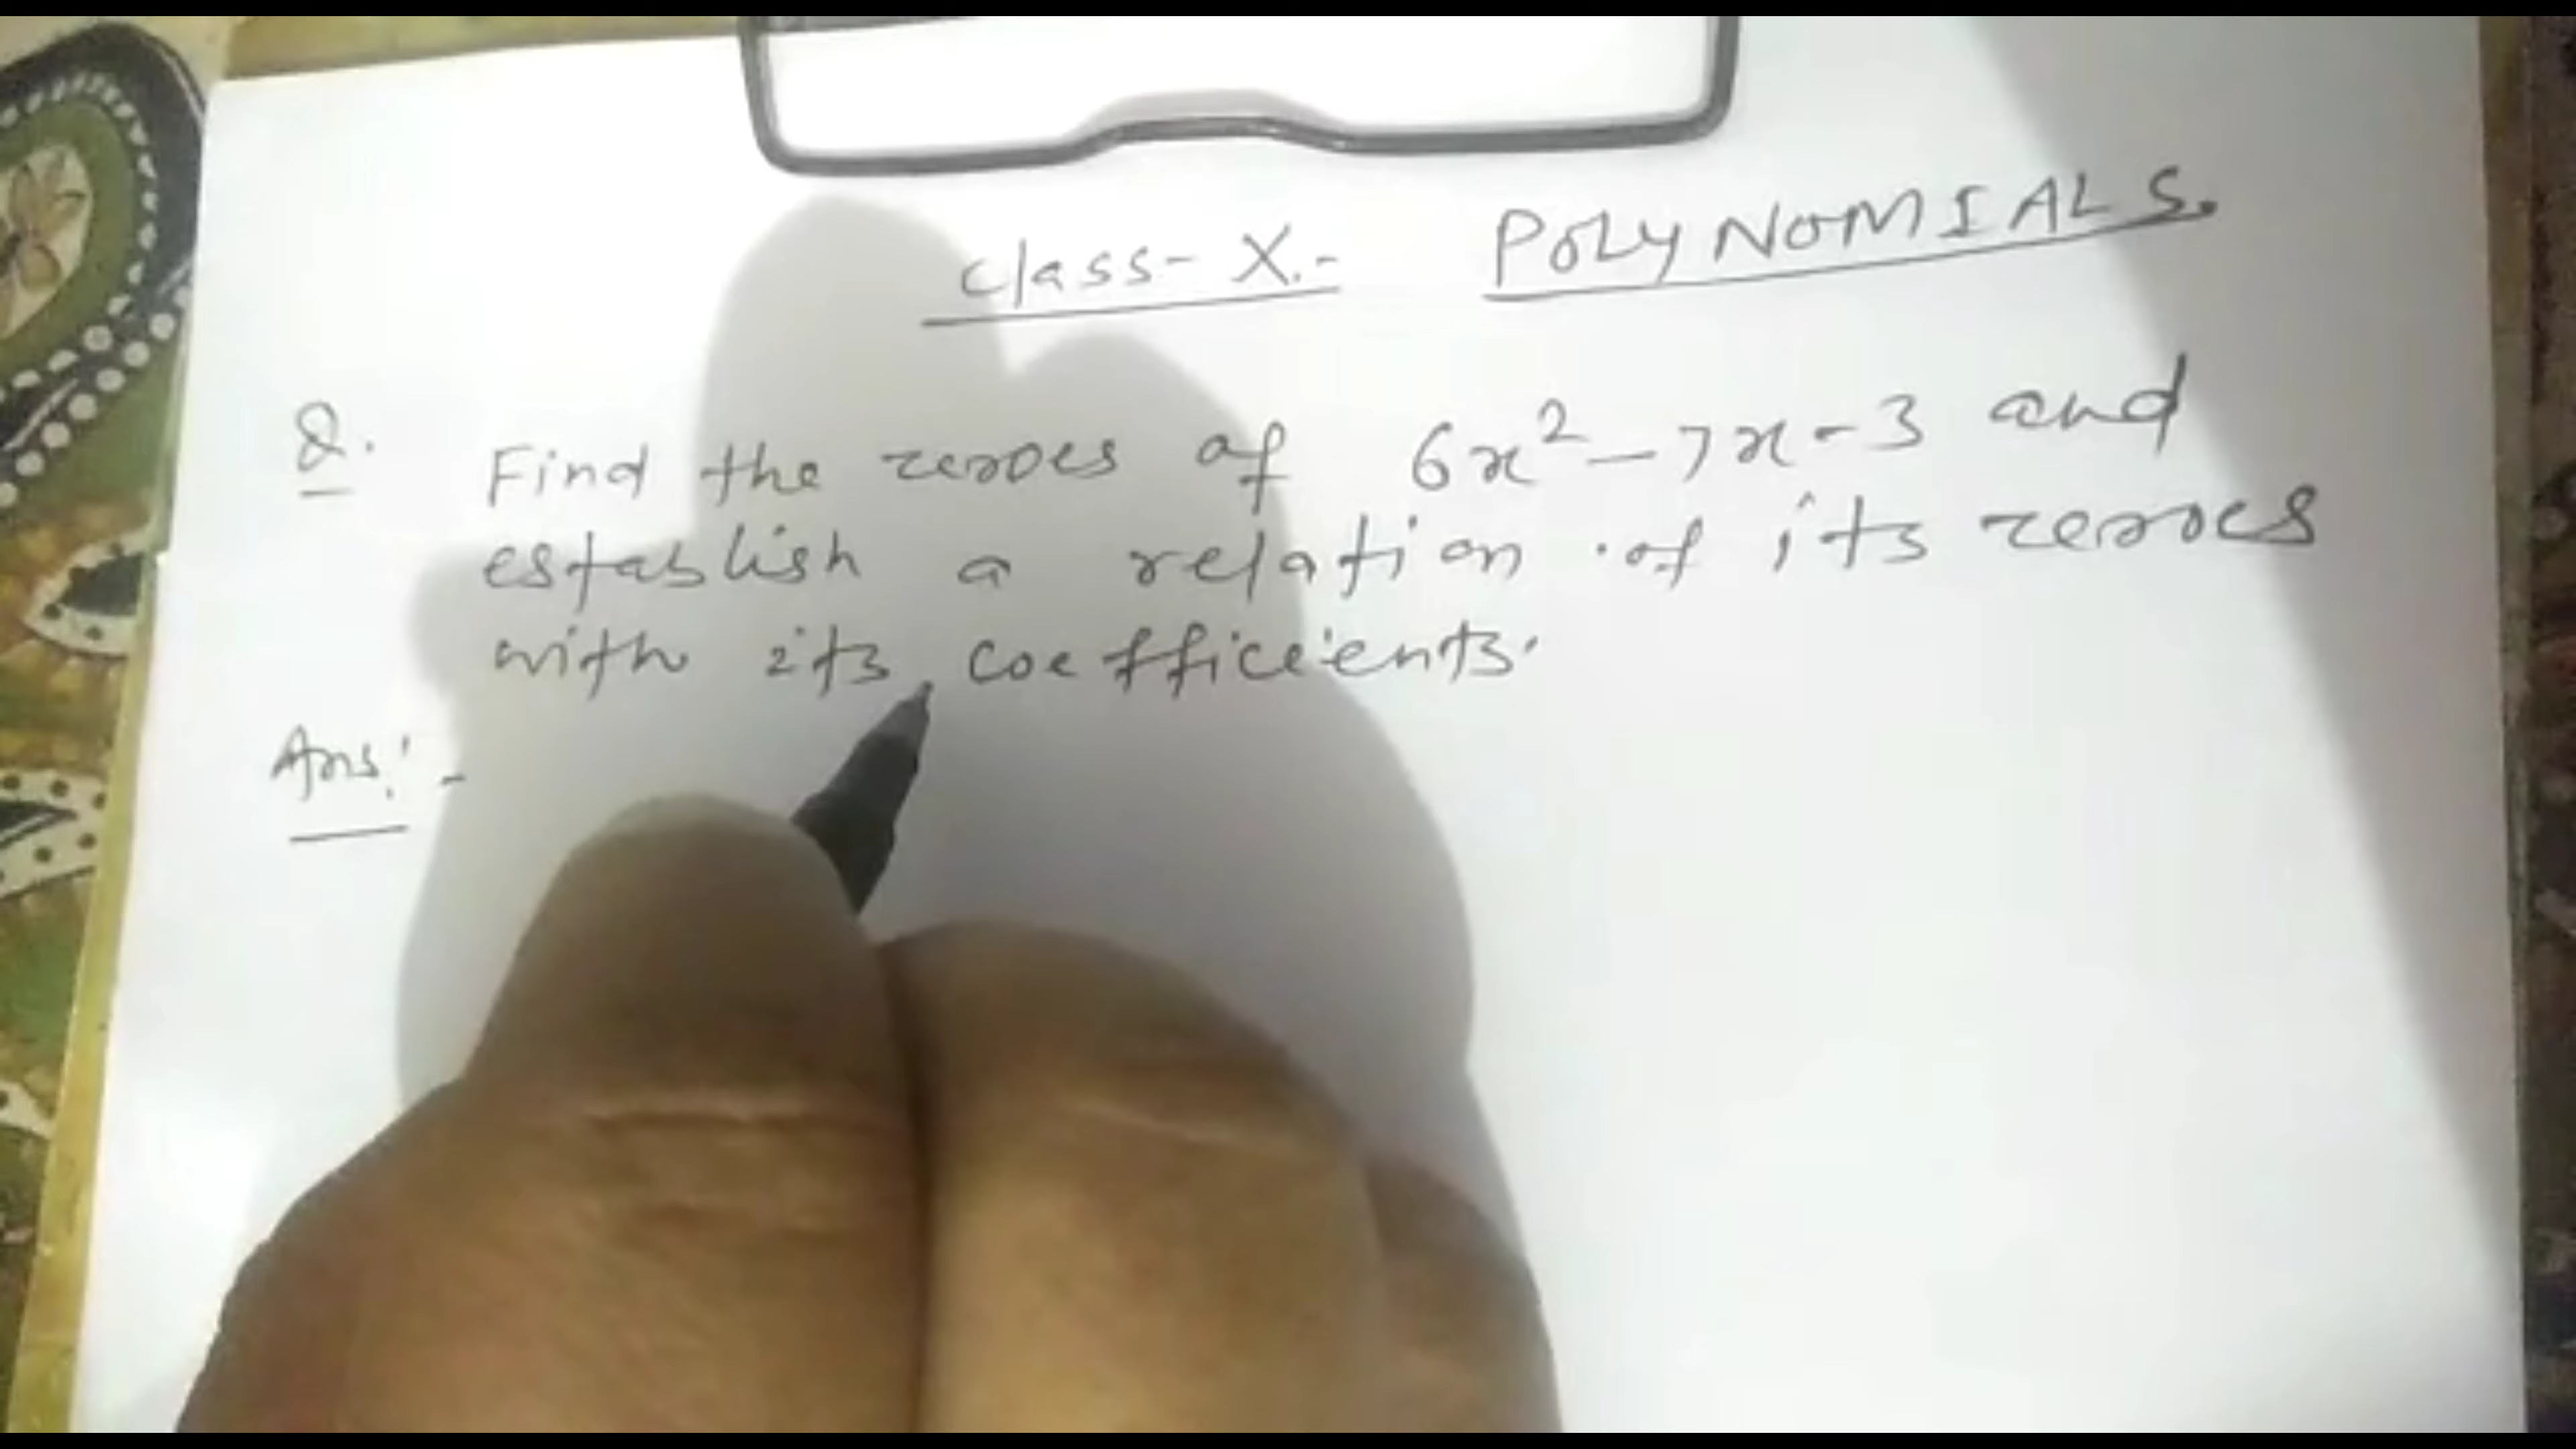 Class- X.- POLYNOMIALS.
Q. Find the zeroes of 6x²-7x-3 and
establish a relation of its zeroes
with its coefficients.
Ans:-